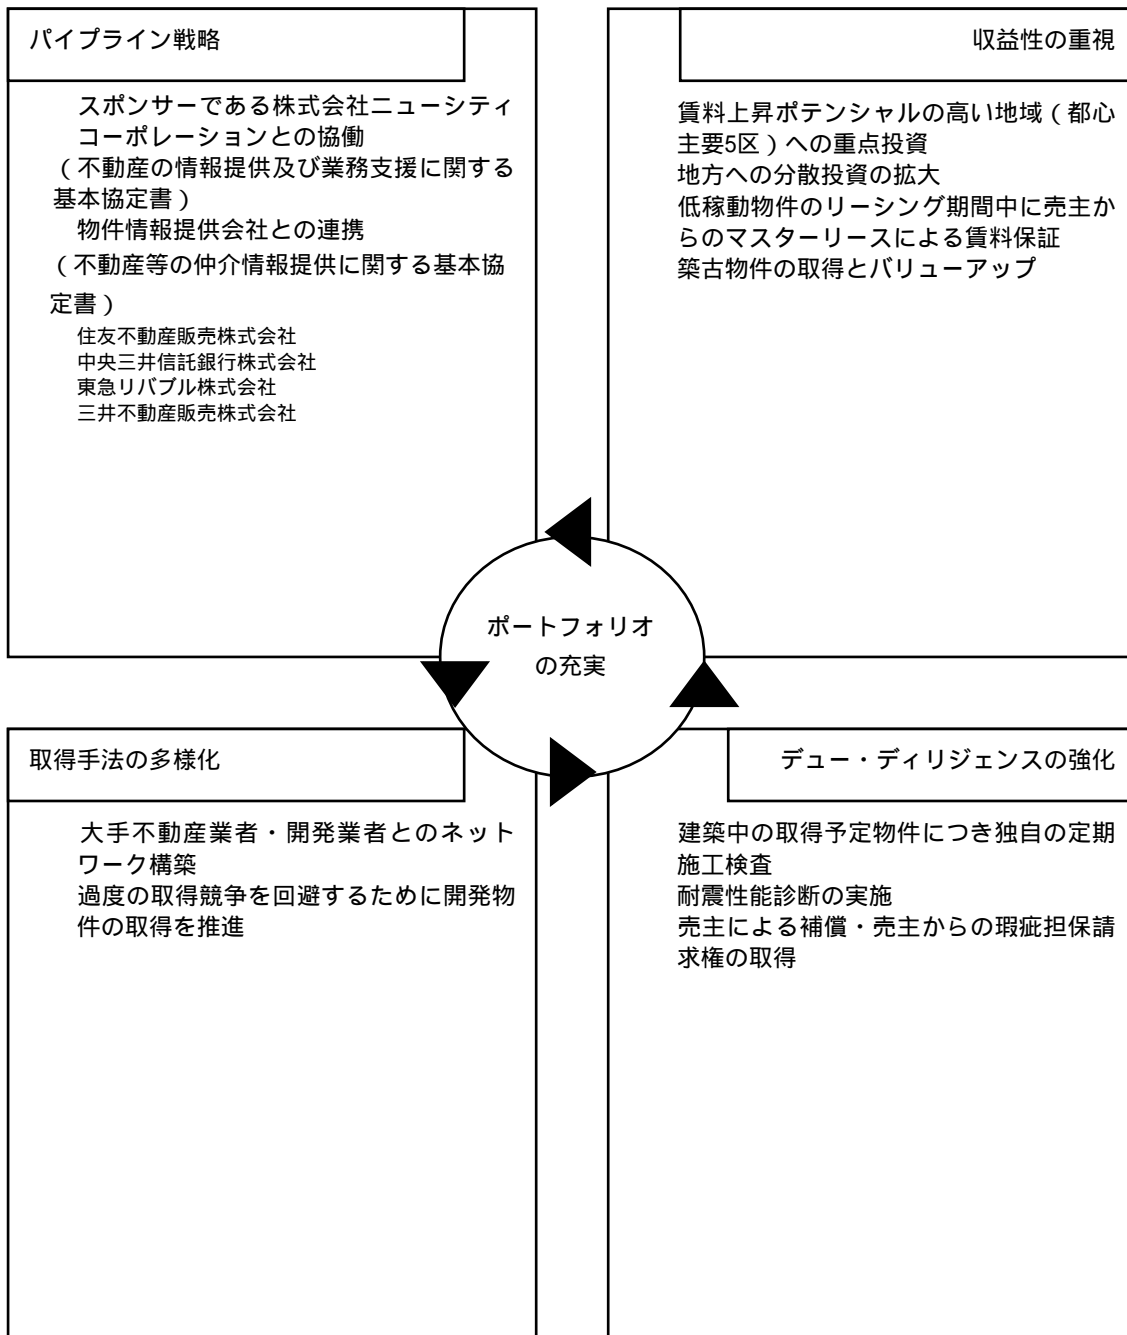 パイプライン戦略
スポンサーである株式会社ニューシティ
コーポレーションとの協働
（不動産の情報提供及び業務支援に関する
基本協定書）
物件情報提供会社との連携
（不動産等の仲介情報提供に関する基本協
定書）
住友不動産販売株式会社
中央三井信託銀行株式会社
東急リバブル株式会社
三井不動産販売株式会社
収益性の重視
賃料上昇ポテンシャルの高い地域（都心
主要5区）への重点投資
地方への分散投資の拡大
低稼動物件のリーシング期間中に売主か
らのマスターリースによる賃料保証
築古物件の取得とバリューアップ
ポートフォリオ
の充実
取得手法の多様化
大手不動産業者・開発業者とのネット
ワーク構築
過度の取得競争を回避するために開発物
件の取得を推進
デュー・ディリジェンスの強化
建築中の取得予定物件につき独自の定期
施工検査
耐震性能診断の実施
売主による補償・売主からの瑕疵担保請
求権の取得